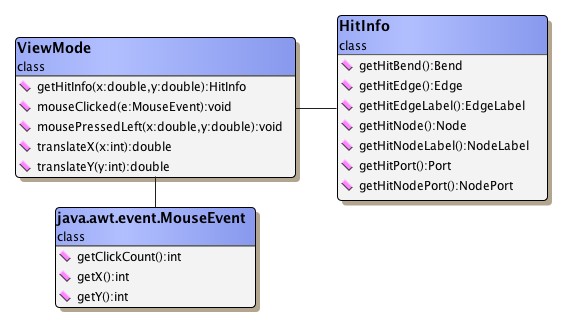 ViewMode
class
getHitInfo(x:double,y:double):HitInfo
mouseClicked(e:MouseEvent):void
mousePressedLeft(x:double,y:double):void
translateX(x:int):double
translateY(y:int):double
HitInfo
class
getHitBend():Bend
getHitEdge():Edge
getHitEdgeLabel():EdgeLabel
getHitNode():Node
getHitNodeLabel():NodeLabel
getHitPort():Port
getHitNodePort():NodePort
java.awt.event.MouseEvent
class
getClickCount():int
getX():int
getY():int